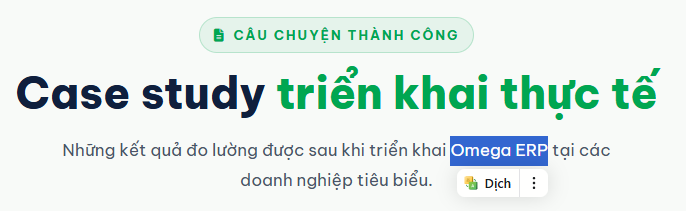 CÂU CHUYỆN THÀNH CÔNG
Case study triển khai thực tế
Những kết quả đo lường được sau khi triển khai Omega ERP tại các
doanh nghiệp tiêu biểu.
Dịch